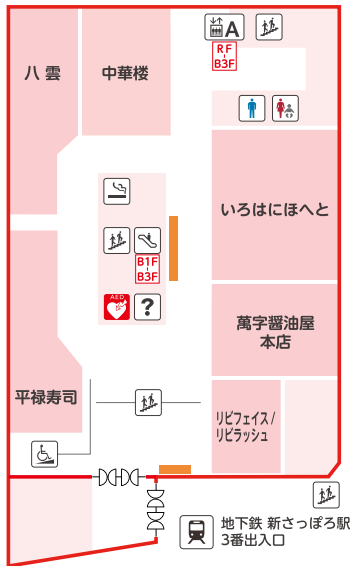 A
RF
B3F
八雲
中華楼
いろはにほへと
B1F
B3F
AED
?
萬字醤油屋
本店
平禄寿司
リビフェイス/
リビラッシュ
地下鉄 新さっぽろ駅
3番出入口